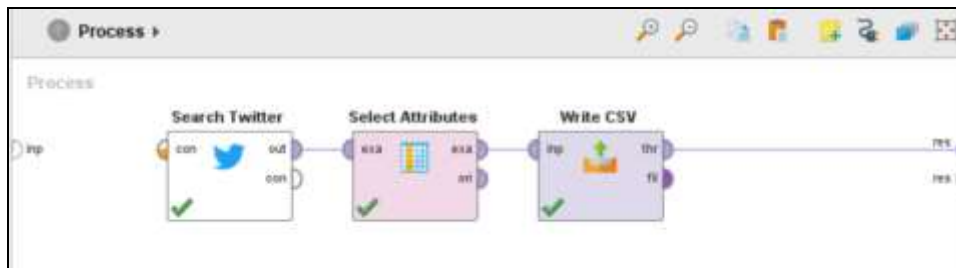 Process
Process
Search Twitter
Select Attributes
Write CSV
inp
con
out
exa
exa
inp
thr
res
con
ori
fil
res